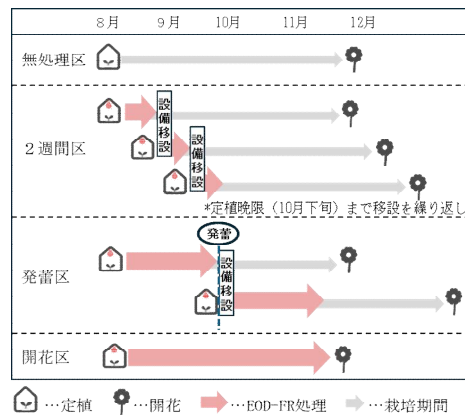 8月 9月 10月 11月 12月
無処理区
2週間区
設備移設
設備移設
*定植晩限（10月下旬）まで移設を繰り返し
発蕾
発蕾区
設備移設
開花区
…定植 …開花 …EOD-FR処理 …栽培期間